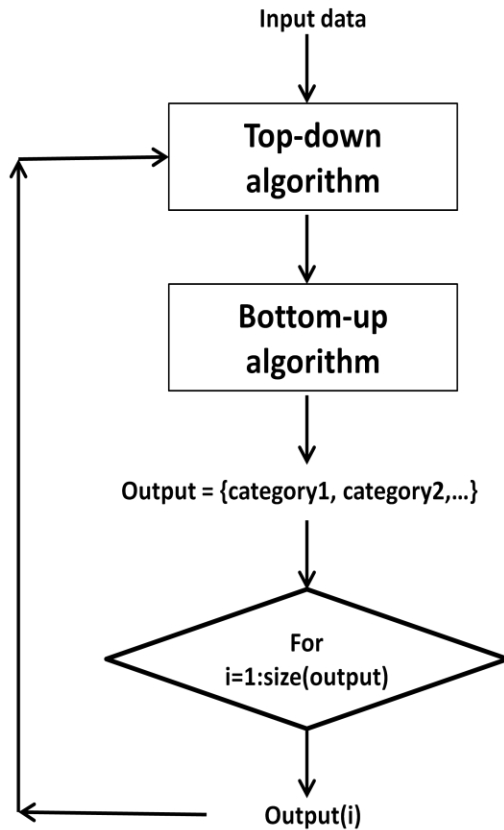 Input data
Top-down
algorithm
Bottom-up
algorithm
Output = {category1, category2,...}
For
i=1:size(output)
Output(i)